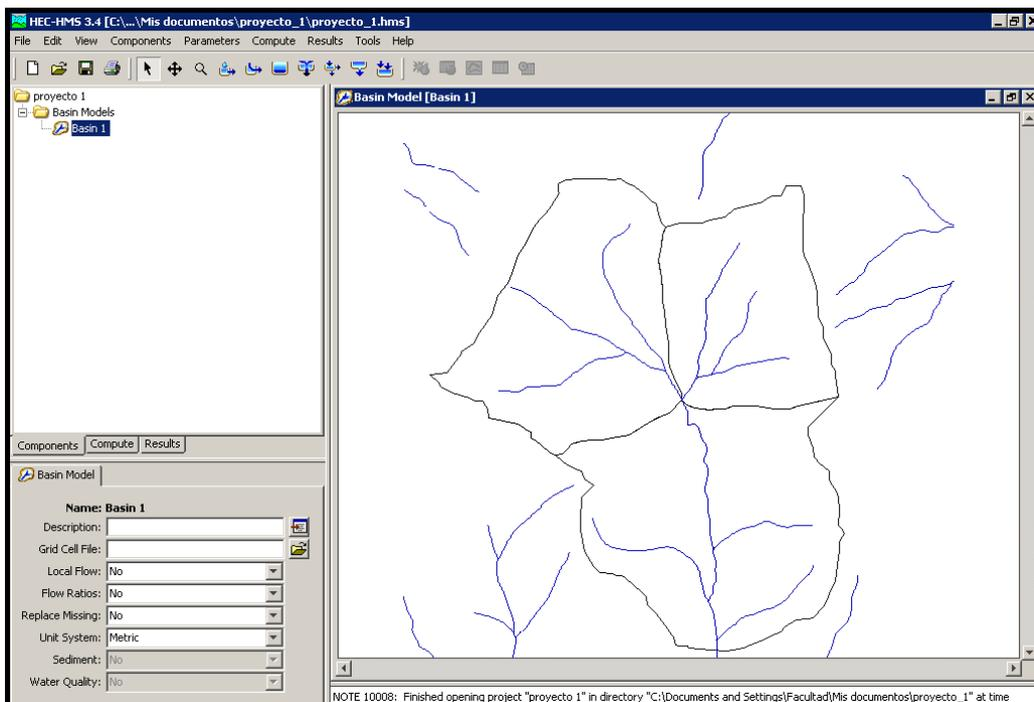 HEC-HMS 3.4 [C:\...\Mis documentos\proyecto_1\proyecto_1.hms]
File Edit View Components Parameters Compute Results Tools Help
proyecto 1
Basin Models
Basin 1
Components Compute Results
Basin Model
Name: Basin 1
Description:
Grid Cell File:
Local Flow: No
Flow Ratios: No
Replace Missing: No
Unit System: Metric
Sediment: No
Water Quality: No
Basin Model [Basin 1]
NOTE 10008: Finished opening project "proyecto 1" in directory "C:\Documents and Settings\Facultad\Mis documentos\proyecto_1" at time